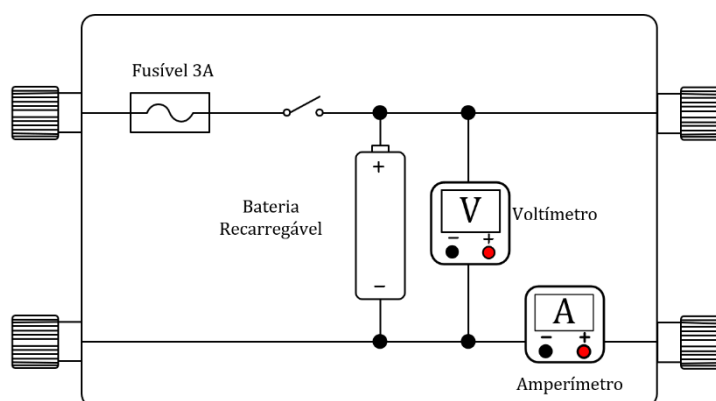 Fusível 3A
+
Bateria
Recarregável
−
V
− +
Voltímetro
A
− +
Amperímetro